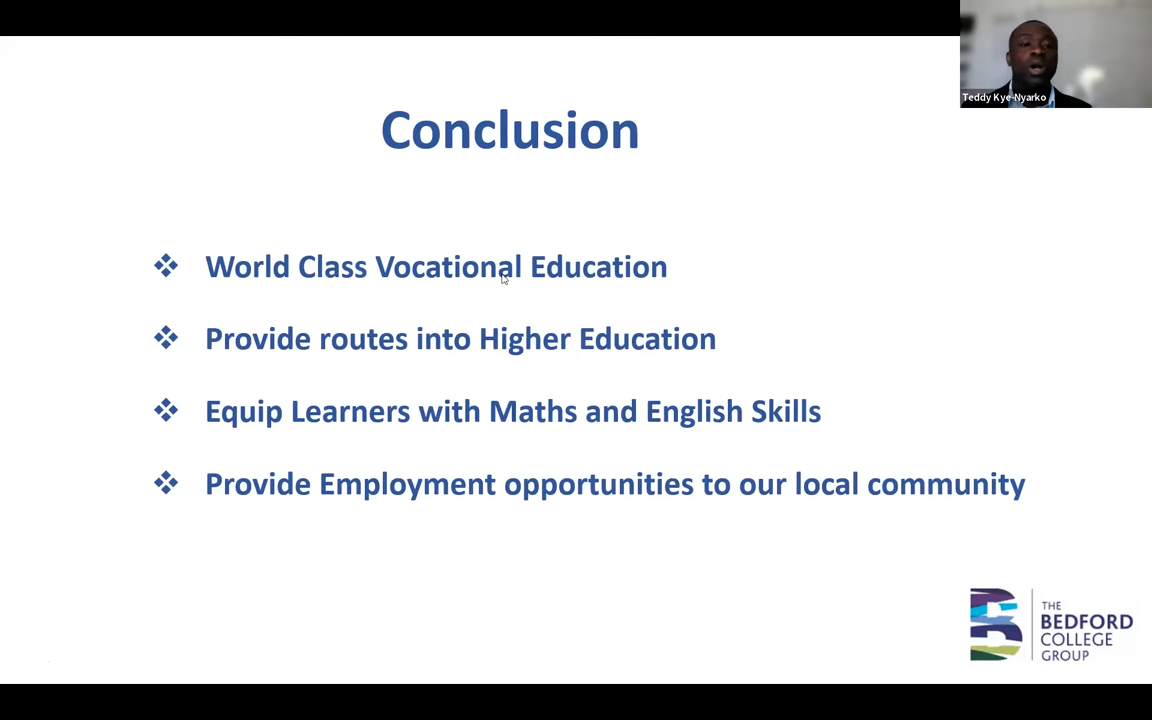 Teddy Kye-Nyarko
Conclusion
❖ World Class Vocational Education
❖ Provide routes into Higher Education
❖ Equip Learners with Maths and English Skills
❖ Provide Employment opportunities to our local community
THE
BEDFORD
COLLEGE
GROUP